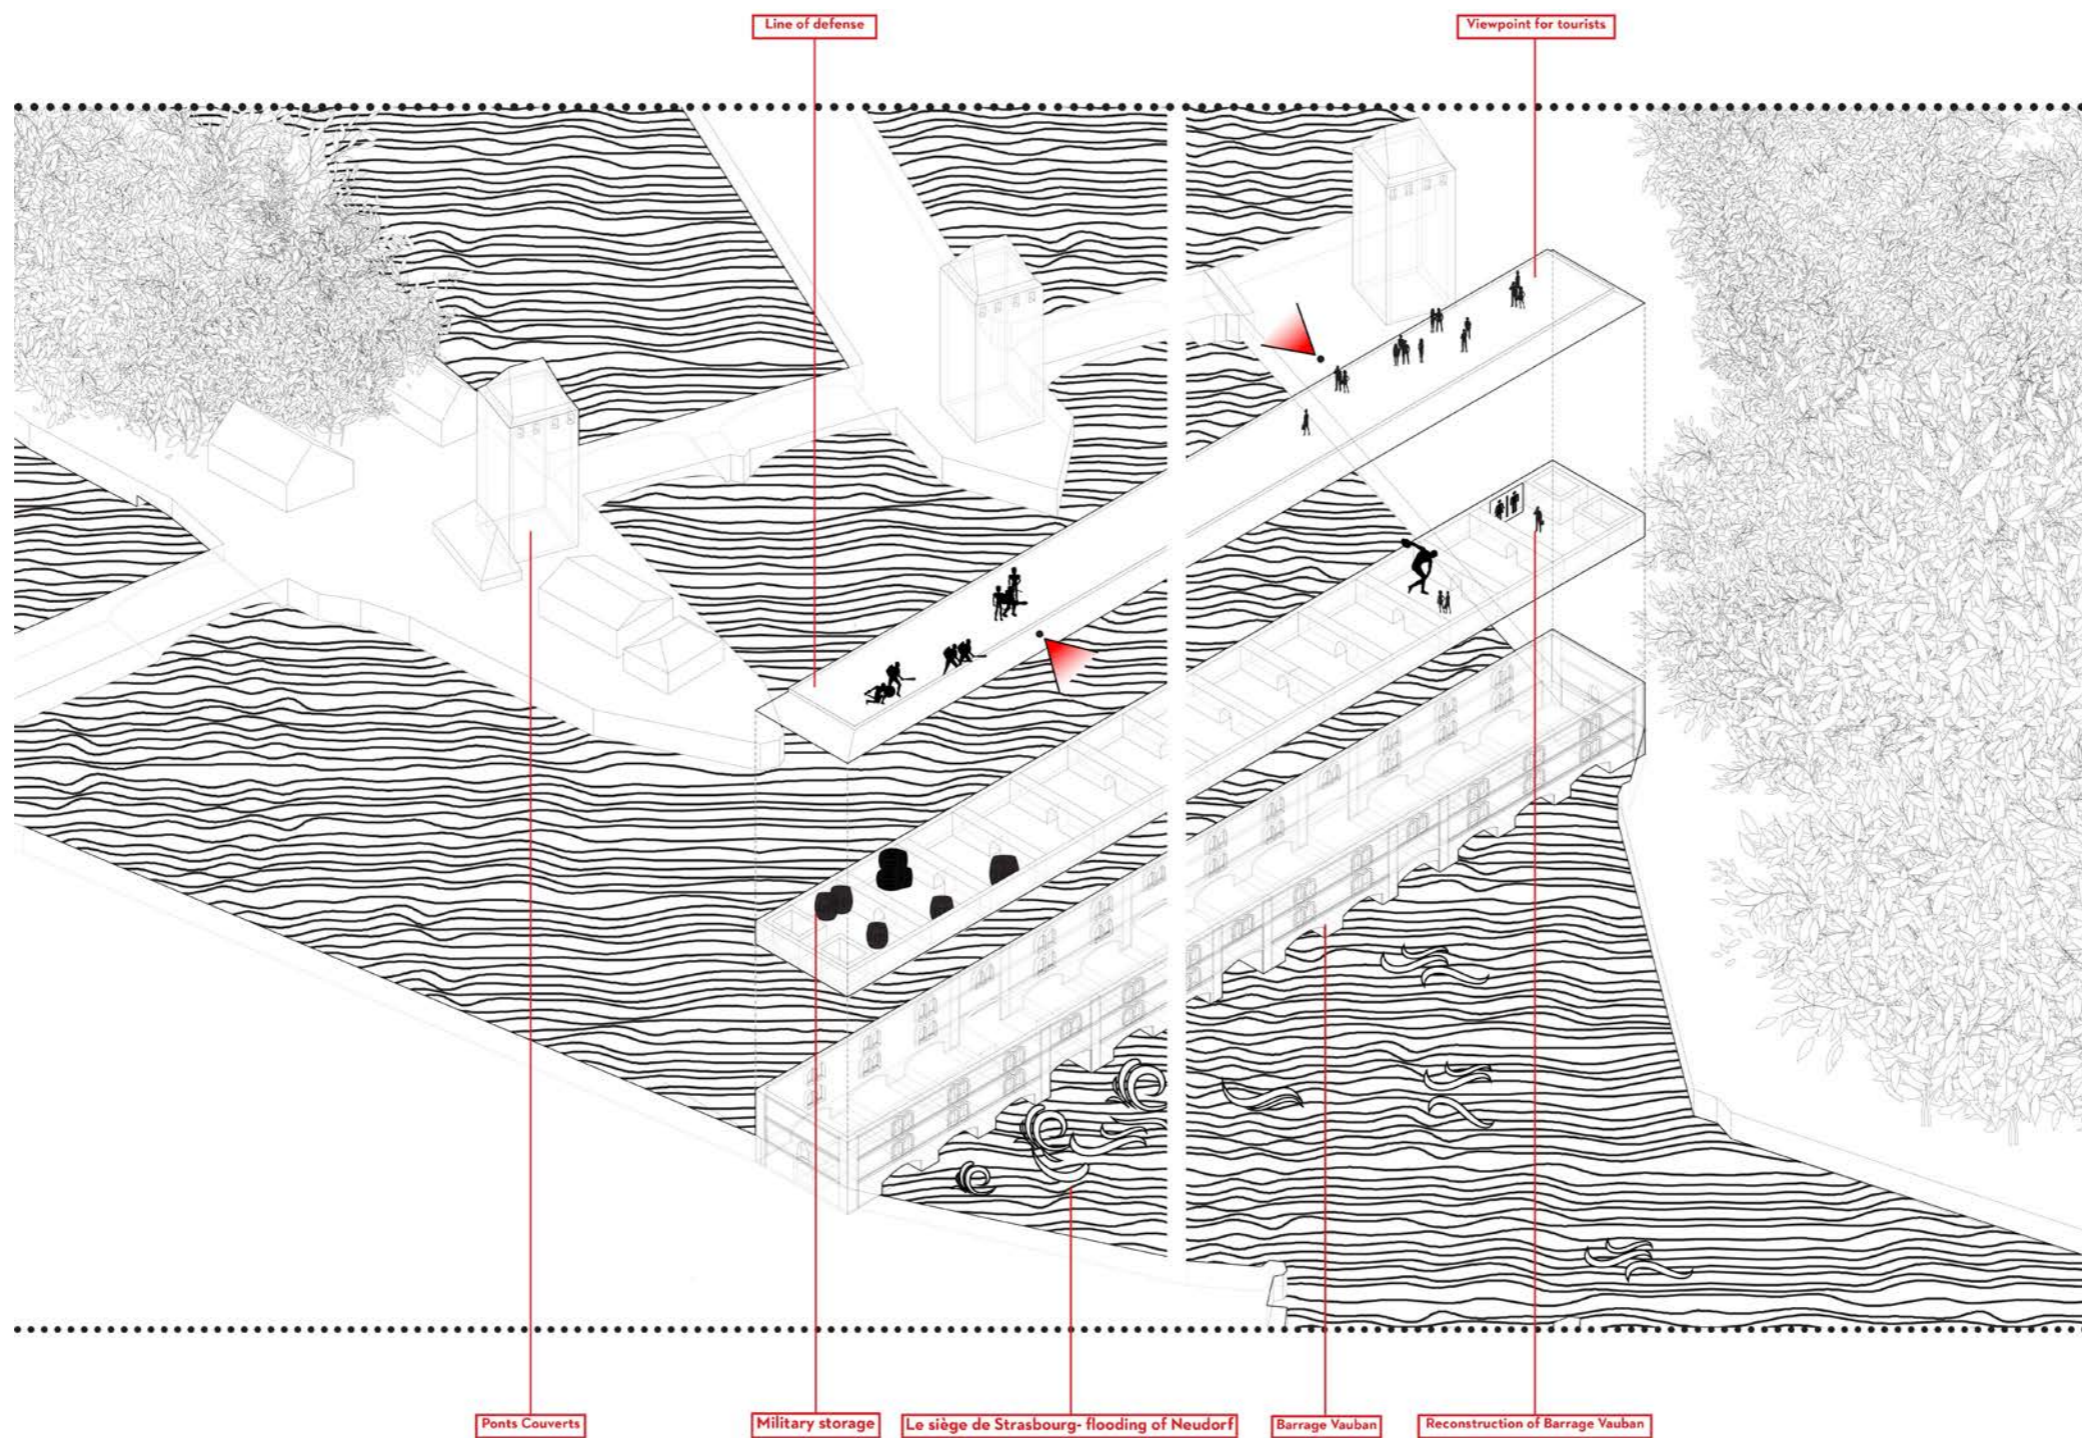 Line of defense
Viewpoint for tourists
Ponts Couverts
Military storage
Le siège de Strasbourg- flooding of Neudorf
Barrage Vauban
Reconstruction of Barrage Vauban